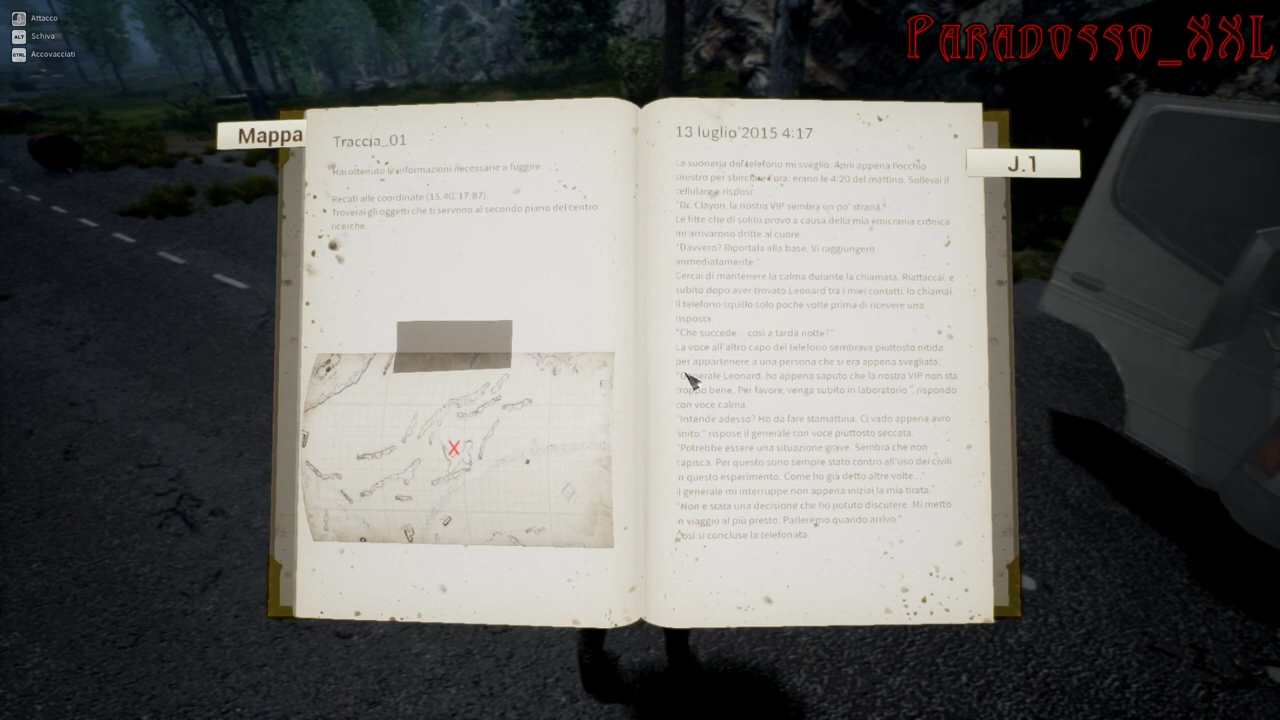 Attacco
ALT Schiva
CTRL Accovacciati
Paradosso_XXL
Mappa
Traccia_01
Hai ottenuto le informazioni necessarie a fuggire.
Recati alle coordinate (15.40,17.87).
Troverai gli oggetti che ti servono al secondo piano del centro
ricerche.
X
J.1
13 luglio 2015 4:17
La suoneria del telefono mi svegliò. Aprii appena l'occhio
sinistro per sbirciare l'ora: erano le 4:20 del mattino. Sollevai il
cellulare e risposi:
"Dr. Clayon, la nostra VIP sembra un po' strana."
Le fitte che di solito provo a causa della mia emicrania cronica
mi arrivarono dritte al cuore.
"Davvero? Riportala alla base. Vi raggiungerò
immediatamente."
Cercai di mantenere la calma durante la chiamata. Riattaccai, e
subito dopo aver trovato Leonard tra i miei contatti, lo chiamai.
Il telefono squillò solo poche volte prima di ricevere una
risposta.
"Che succede... così a tarda notte?"
La voce all'altro capo del telefono sembrava piuttosto nitida
per appartenere a una persona che si era appena svegliata.
"Generale Leonard, ho appena saputo che la nostra VIP non sta
troppo bene. Per favore, venga subito in laboratorio", rispondo
con voce calma.
"Intende adesso? Ho da fare stamattina. Ci vado appena avrò
finito." rispose il generale con voce piuttosto seccata.
"Potrebbe essere una situazione grave. Sembra che non
capisca. Per questo sono sempre stato contro all'uso dei civili
in questo esperimento. Come ho già detto altre volte..."
Il generale mi interruppe non appena iniziai la mia tirata.
"Non è stata una decisione che ho potuto discutere. Mi metto
in viaggio al più presto. Parleremo quando arrivo."
Così si concluse la telefonata.